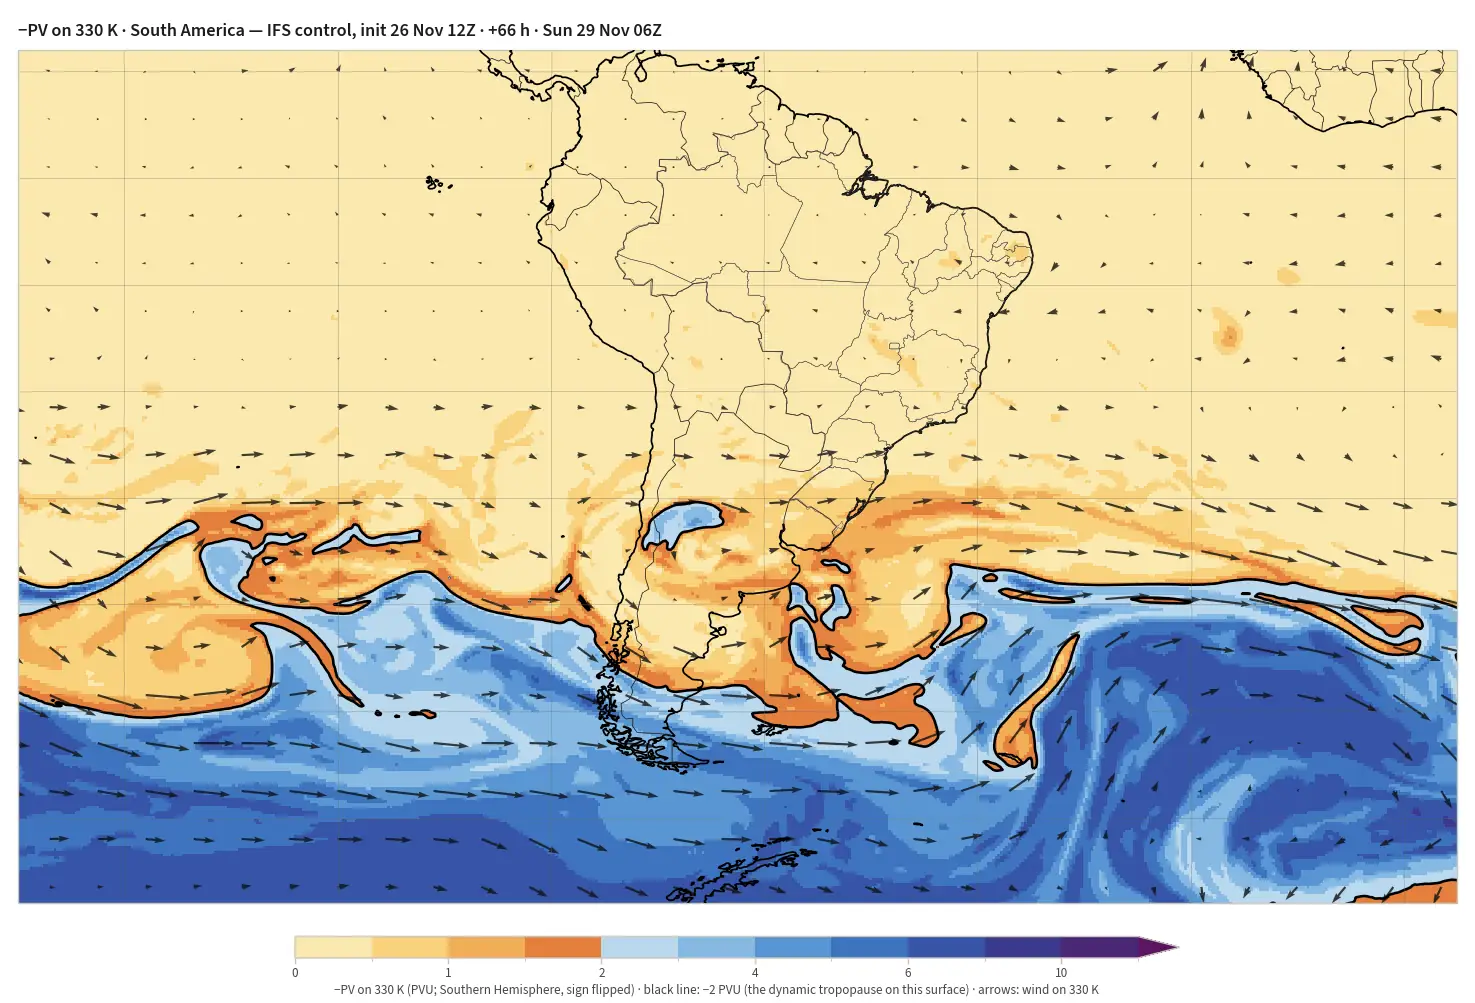 −PV on 330 K · South America — IFS control, init 26 Nov 12Z · +66 h · Sun 29 Nov 06Z
0 1 2 4 6 10
−PV on 330 K (PVU; Southern Hemisphere, sign flipped) · black line: −2 PVU (the dynamic tropopause on this surface) · arrows: wind on 330 K